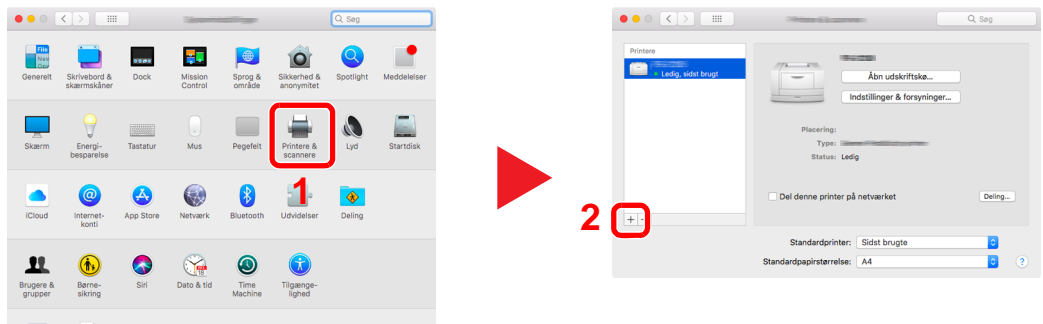 Søg
File
New
Generelt
Skrivebord &
skærmskåner
Dock
Mission
Control
Sprog &
område
Sikkerhed &
anonymitet
Spotlight
Meddelelser
Skærm
Energi-
besparelse
Tastatur
Mus
Pegefelt
Printere &
scannere
Lyd
Startdisk
1
iCloud
Internet-
konti
App Store
Netværk
Bluetooth
Udvidelser
Deling
Brugere &
grupper
Børne-
sikring
Siri
18
Dato & tid
Time
Machine
Tilgænge-
lighed
Søg
Printere
Ledig, sidst brugt
Åbn udskriftskø...
Indstillinger & forsyninger...
Placering:
Type:
Status: Ledig
Del denne printer på netværket
Deling...
2
+ -
Standardprinter: Sidst brugte
Standardpapirstørrelse: A4
?